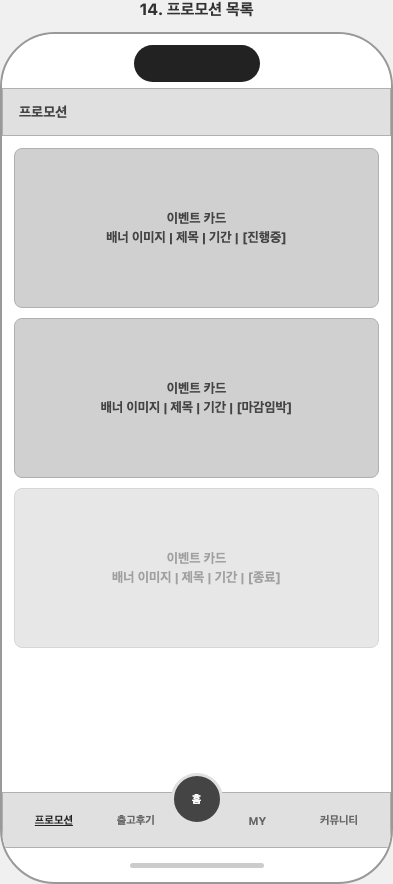 14. 프로모션 목록
프로모션
이벤트 카드
배너 이미지 | 제목 | 기간 | [진행중]
이벤트 카드
배너 이미지 | 제목 | 기간 | [마감임박]
이벤트 카드
배너 이미지 | 제목 | 기간 | [종료]
프로모션
출고후기
홈
MY
커뮤니티